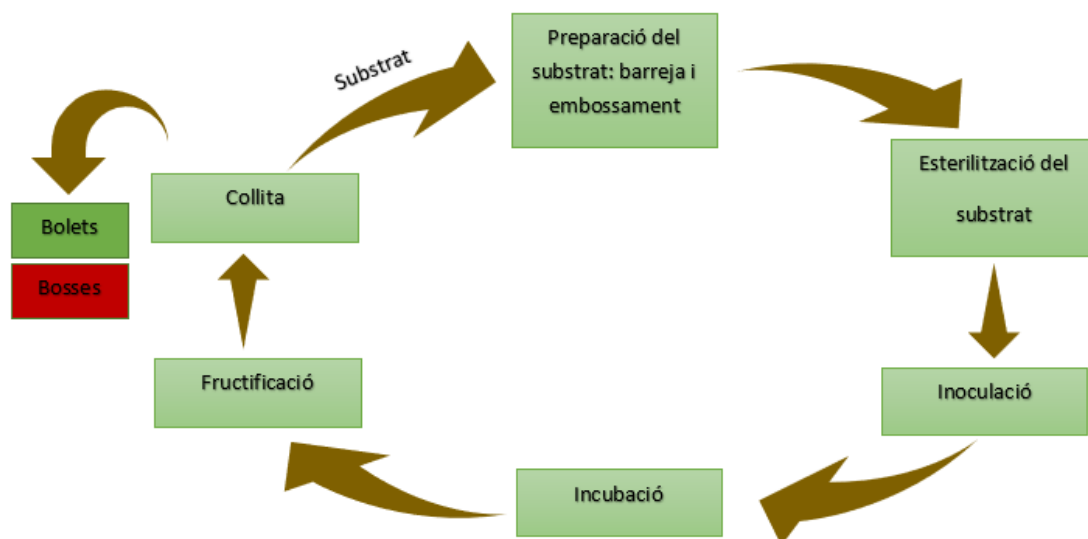 Substrat
Preparació del
substrat: barreja i
embossament
Esterilització del
substrat
Inoculació
Incubació
Fructificació
Collita
Bolets
Bosses